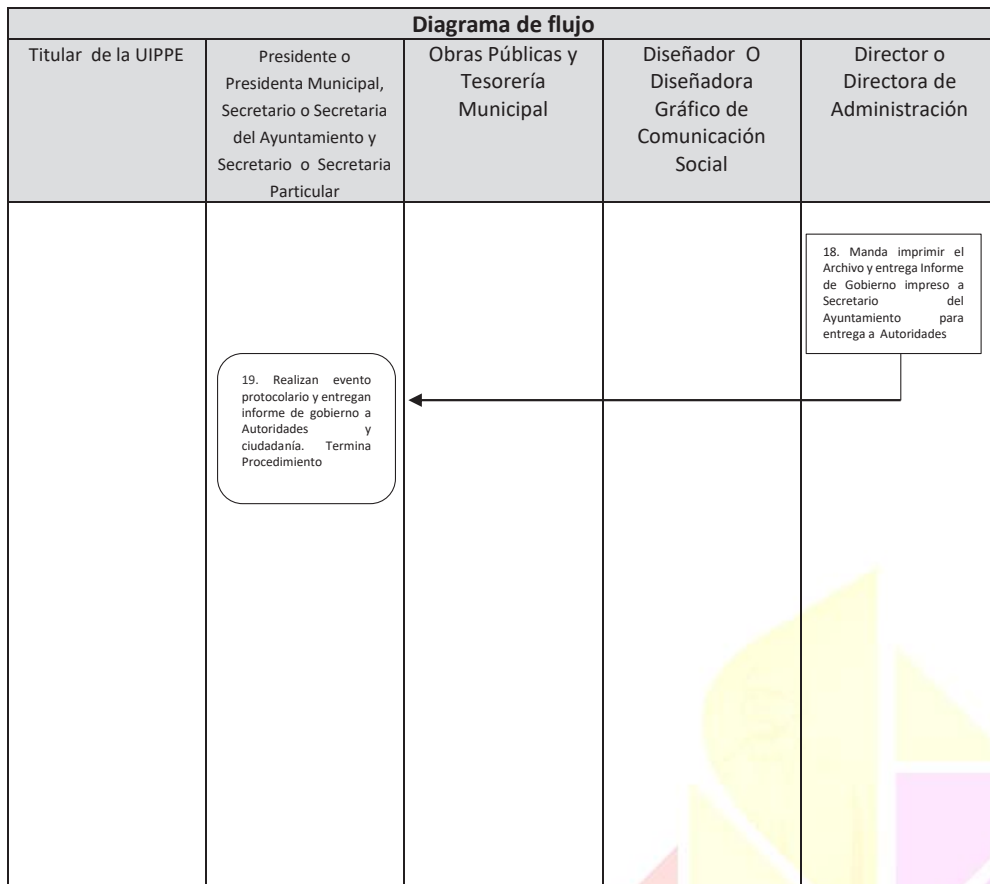 Diagrama de flujo
Titular de la UIPPE
Presidente o
Presidenta Municipal,
Secretario o Secretaria
del Ayuntamiento y
Secretario o Secretaria
Particular
Obras Públicas y
Tesorería
Municipal
Diseñador O
Diseñadora
Gráfico de
Comunicación
Social
Director o
Directora de
Administración
18. Manda imprimir el
Archivo y entrega Informe
de Gobierno impreso a
Secretario del
Ayuntamiento para
entrega a Autoridades
19. Realizan evento
protocolario y entregan
informe de gobierno a
Autoridades y
ciudadanía. Termina
Procedimiento